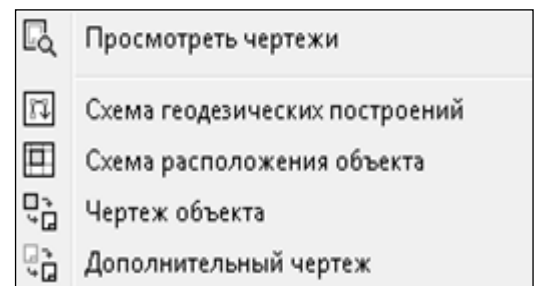 Просмотреть чертежи
Схема геодезических построений
Схема расположения объекта
Чертеж объекта
Дополнительный чертеж